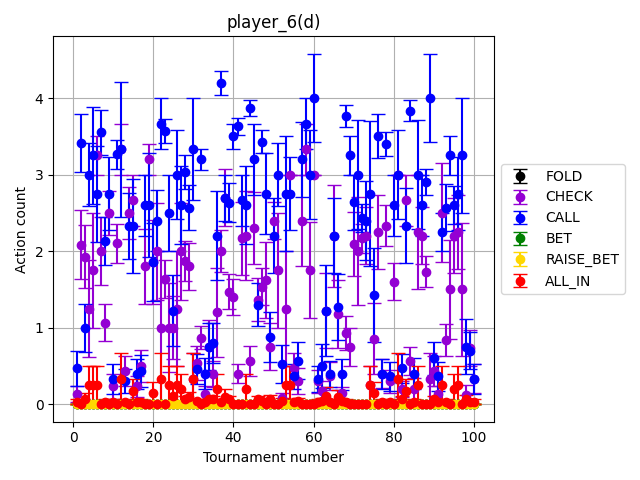 player_6(d)
Action count
4
3
2
1
0
0
20
40
60
80
100
Tournament number
FOLD
CHECK
CALL
BET
RAISE_BET
ALL_IN